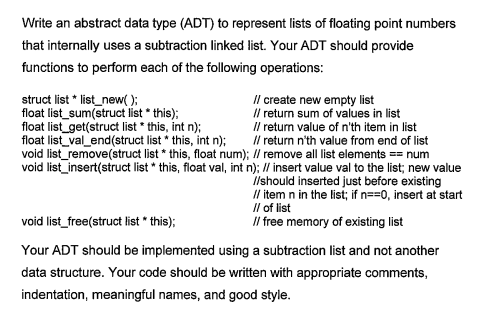 Write an abstract data type (ADT) to represent lists of floating point numbers
that internally uses a subtraction linked list. Your ADT should provide
functions to perform each of the following operations:
struct list * list_new( ); // create new empty list
float list_sum(struct list * this); // return sum of values in list
float list_get(struct list * this, int n); // return value of n'th item in list
float list_val_end(struct list * this, int n); // return n'th value from end of list
void list_remove(struct list * this, float num); // remove all list elements == num
void list_insert(struct list * this, float val, int n); // insert value val to the list; new value
//should inserted just before existing
// item n in the list; if n==0, insert at start
// of list
void list_free(struct list * this); // free memory of existing list
Your ADT should be implemented using a subtraction list and not another
data structure. Your code should be written with appropriate comments,
indentation, meaningful names, and good style.